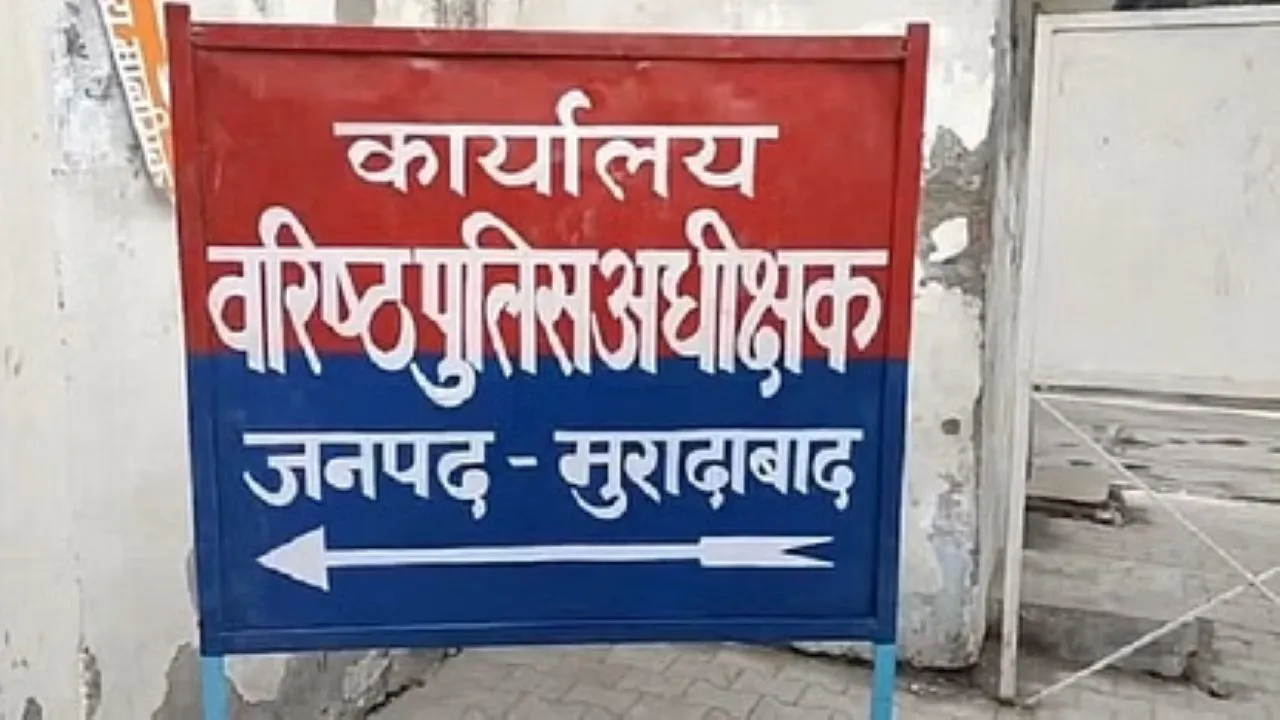 कार्यालय
वरिष्ठ पुलिस अधीक्षक
जनपद - मुरादाबाद